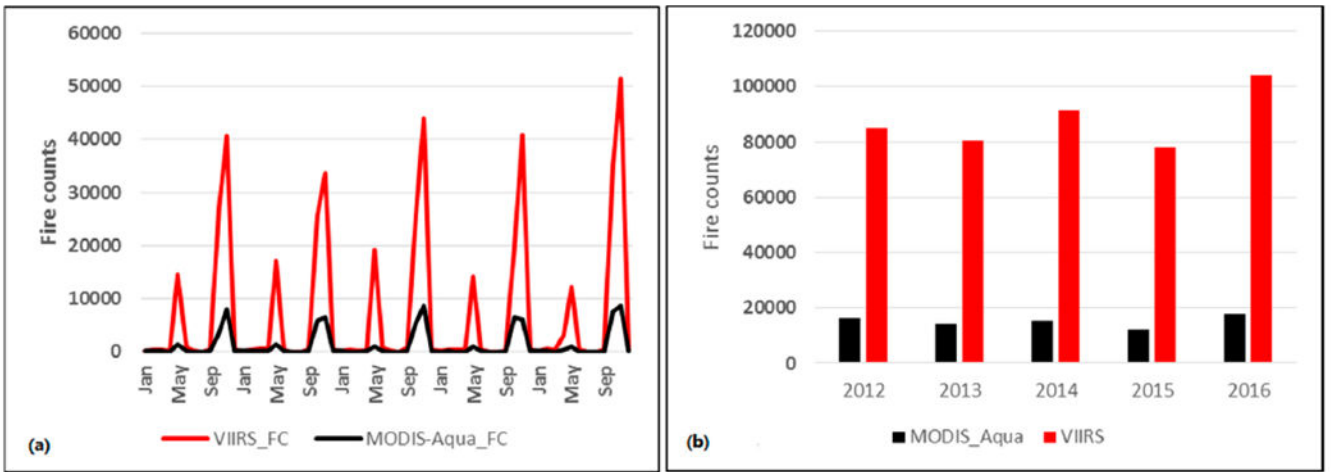 60000
50000
40000
30000
20000
10000
0
Fire counts
Jan
May
Sep
Jan
May
Sep
Jan
May
Sep
Jan
May
Sep
Jan
May
Sep
(a)
VIIRS_FC
MODIS-Aqua_FC
120000
100000
80000
60000
40000
20000
0
Fire counts
2012
2013
2014
2015
2016
(b)
MODIS_Aqua
VIIRS